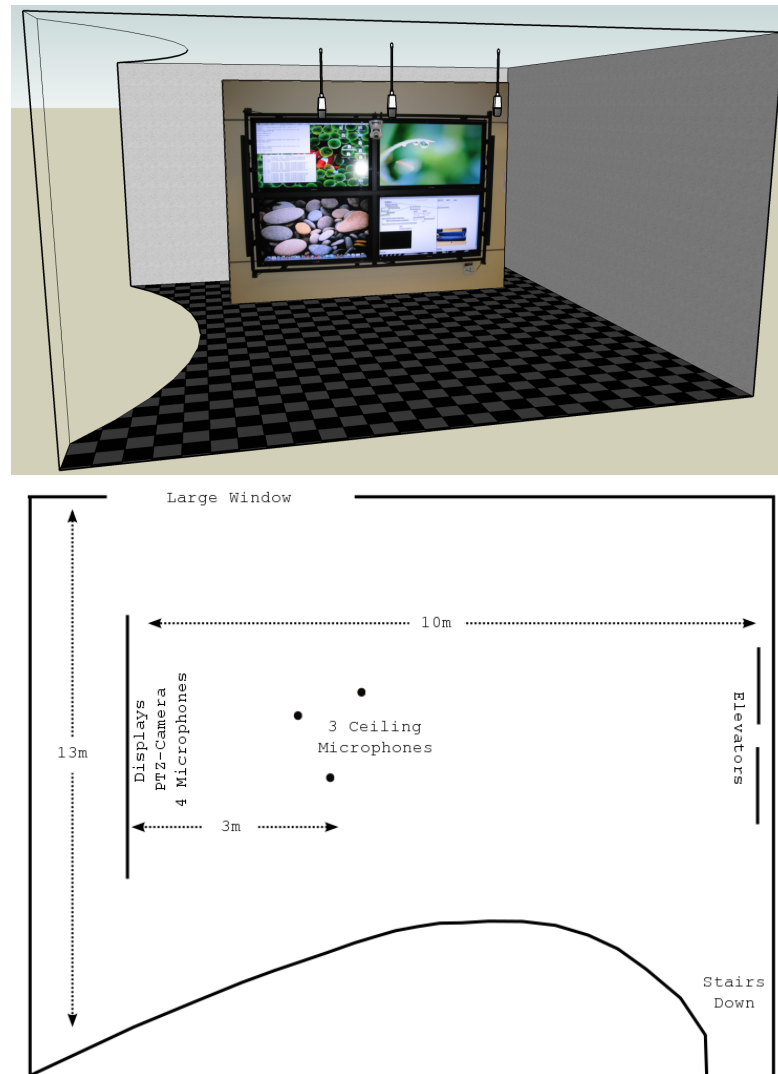 Large Window
10m
Displays
PTZ-Camera
4 Microphones
3 Ceiling
Microphones
Elevators
13m
3m
Stairs
Down